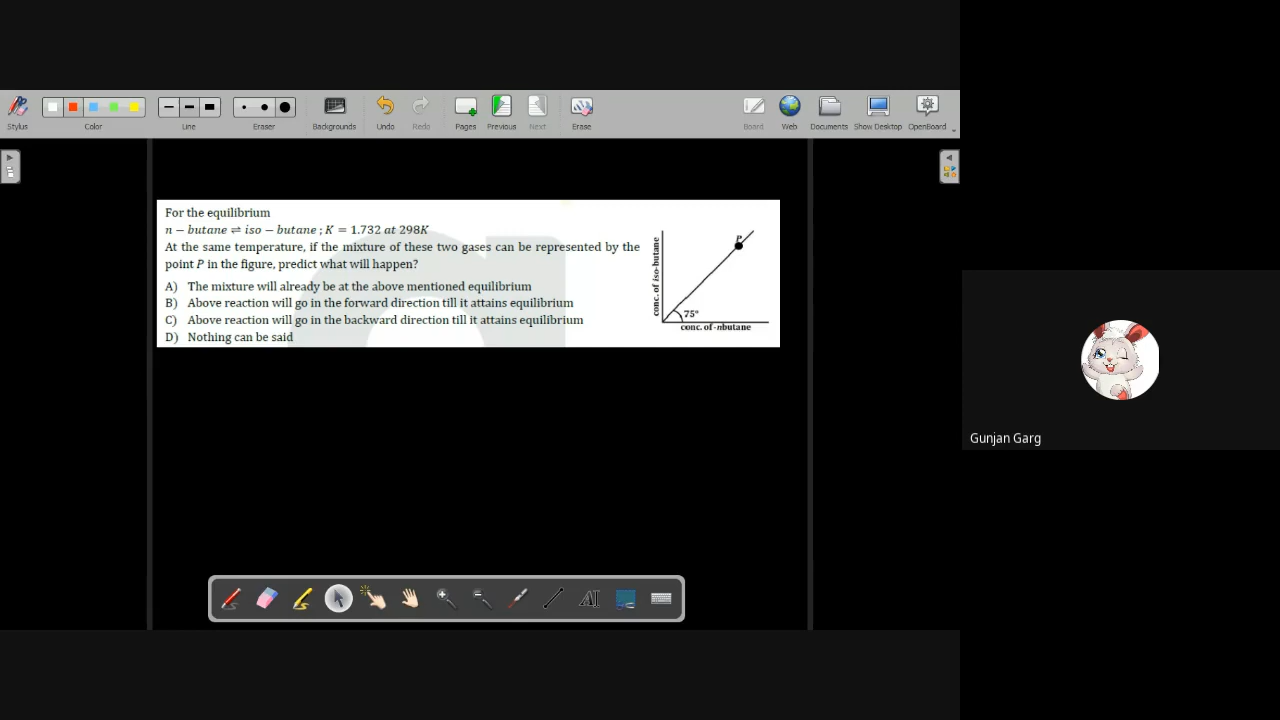 Stylus
Color
Line
Eraser
Backgrounds
Undo
Redo
Pages
Previous
Next
Erase
Board
Web
Documents
Show Desktop
OpenBoard
For the equilibrium
n − butane ⇌ iso − butane ; K = 1.732 at 298K
At the same temperature, if the mixture of these two gases can be represented by the
point P in the figure, predict what will happen?
A) The mixture will already be at the above mentioned equilibrium
B) Above reaction will go in the forward direction till it attains equilibrium
C) Above reaction will go in the backward direction till it attains equilibrium
D) Nothing can be said
conc. of iso-butane
P
75°
conc. of -nbutane
AI
Gunjan Garg